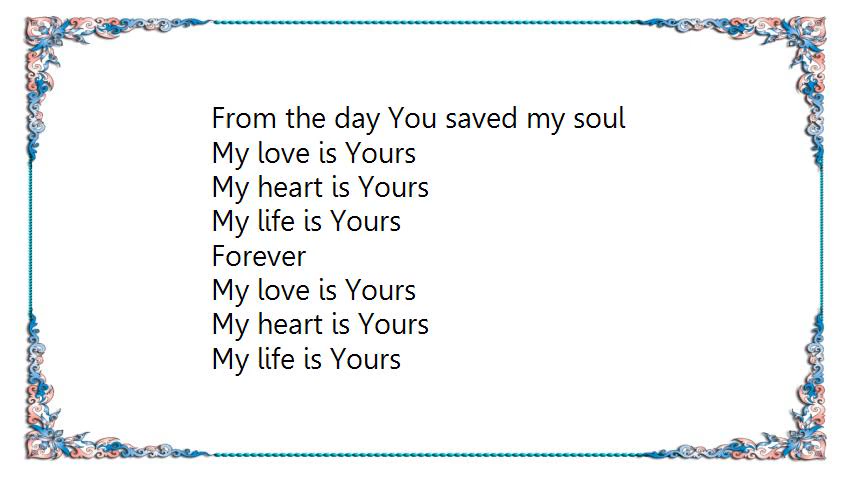 From the day You saved my soul
My love is Yours
My heart is Yours
My life is Yours
Forever
My love is Yours
My heart is Yours
My life is Yours